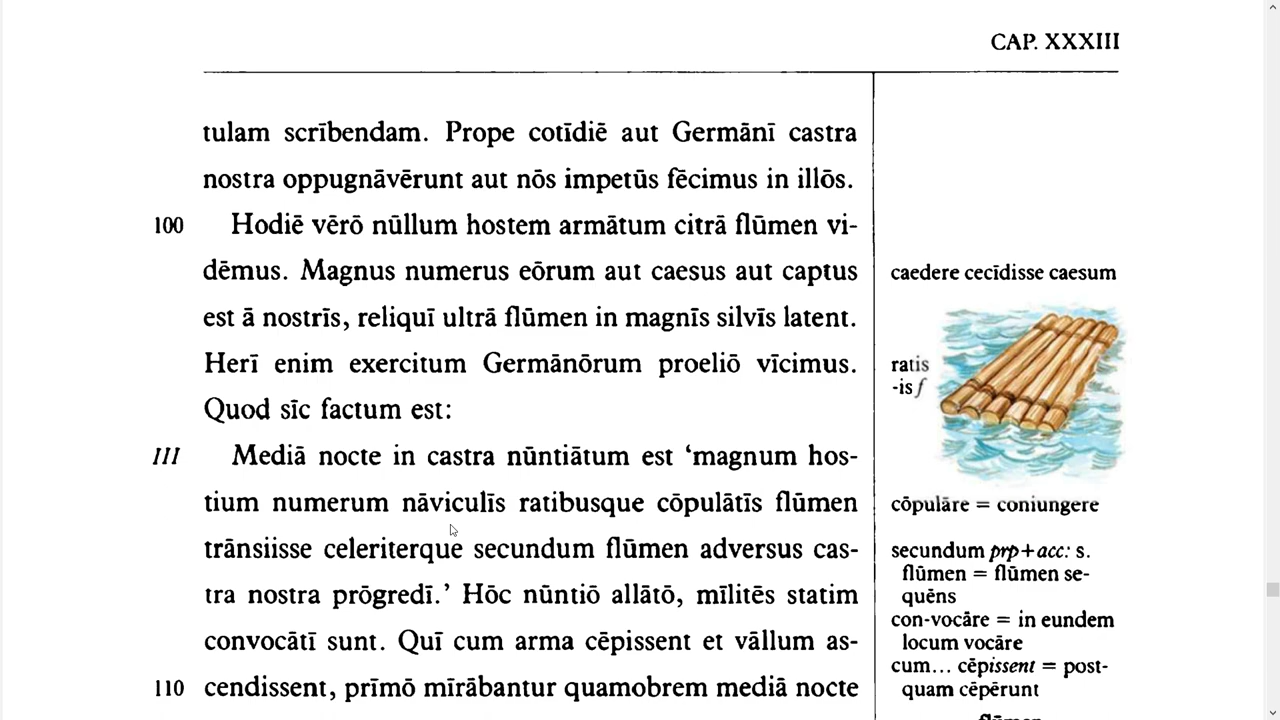 CAP. XXXIII
tulam scrībendam. Prope cotīdiē aut Germānī castra
nostra oppugnāvērunt aut nōs impetūs fēcimus in illōs.
100 Hodiē vērō nūllum hostem armātum citrā flūmen vi-
dēmus. Magnus numerus eōrum aut caesus aut captus
est ā nostrīs, reliquī ultrā flūmen in magnīs silvīs latent.
Herī enim exercitum Germānōrum proeliō vīcimus.
Quod sīc factum est:
III Mediā nocte in castra nūntiātum est ‘magnum hos-
tium numerum nāviculīs ratibusque cōpulātīs flūmen
trānsiisse celeriterque secundum flūmen adversus cas-
tra nostra prōgredī.’ Hōc nūntiō allātō, mīlitēs statim
convocātī sunt. Quī cum arma cēpissent et vāllum as-
110 cendissent, prīmō mīrābantur quamobrem mediā nocte
caedere cecīdisse caesum
ratis
-is f
cōpulāre = coniungere
secundum prp+acc: s.
flūmen = flūmen se-
quēns
con-vocāre = in eundem
locum vocāre
cum... cēpissent = post-
quam cēpērunt
flūmen